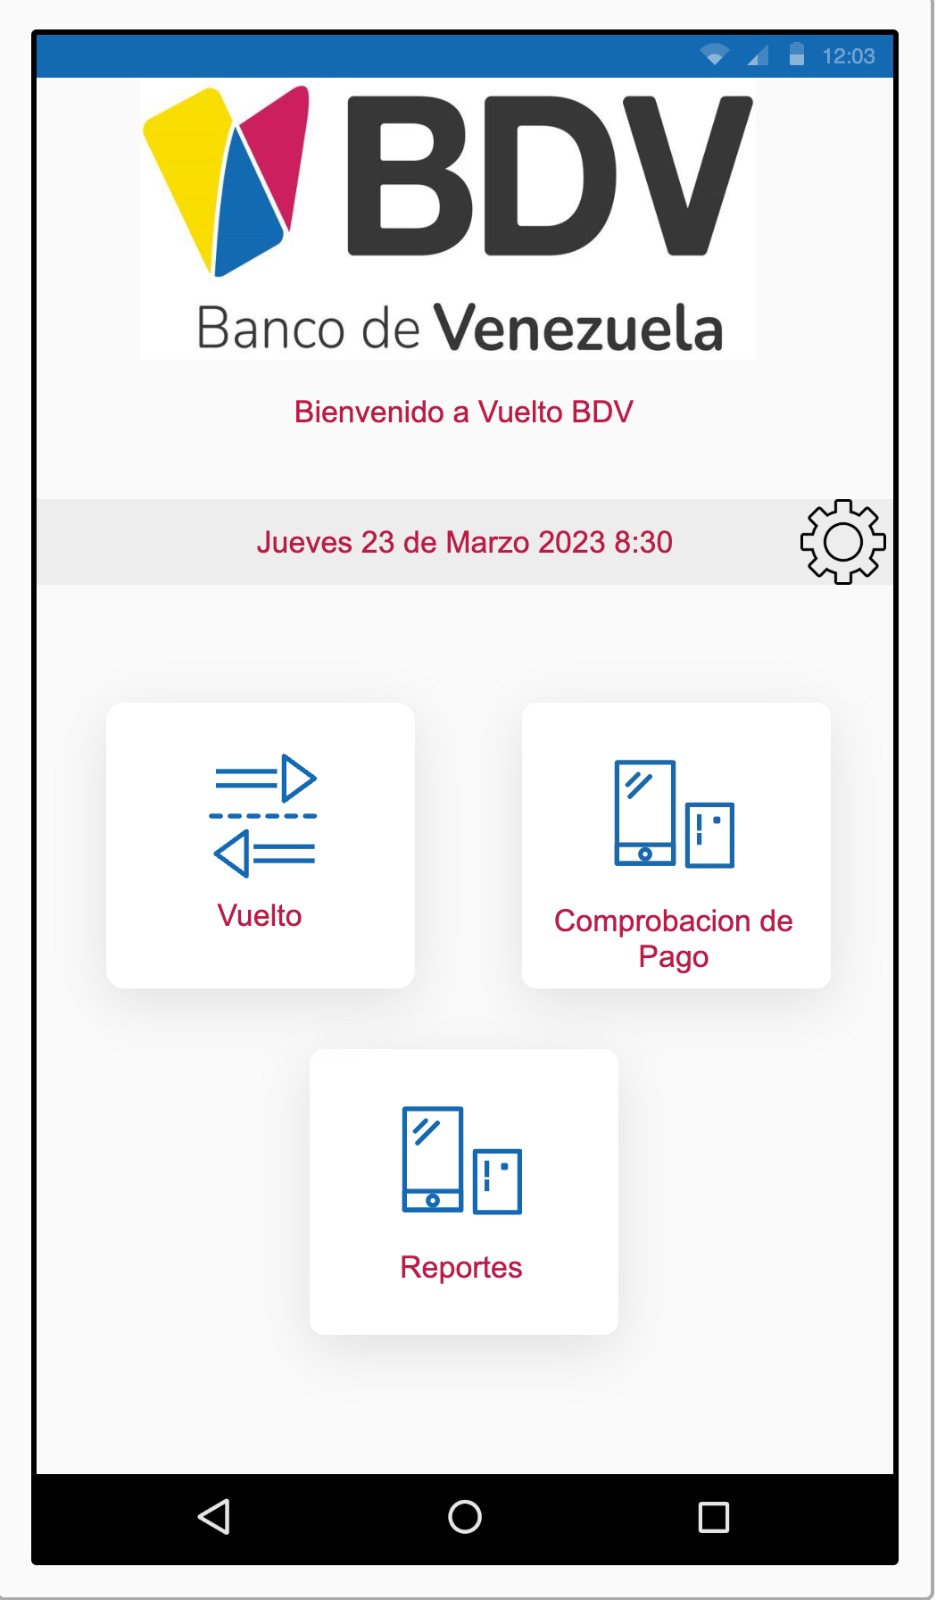 12:03
BDV
Banco de Venezuela
Bienvenido a Vuelto BDV
Jueves 23 de Marzo 2023 8:30
Vuelto
Comprobacion de
Pago
Reportes